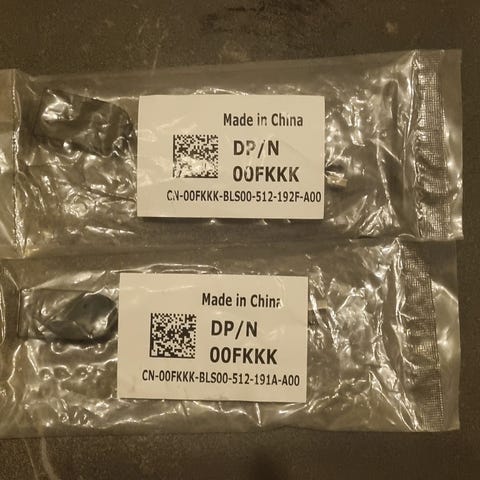 Made in China
DP/N
00FKKK
CN-00FKKK-BLS00-512-192F-A00
Made in China
DP/N
00FKKK
CN-00FKKK-BLS00-512-191A-A00